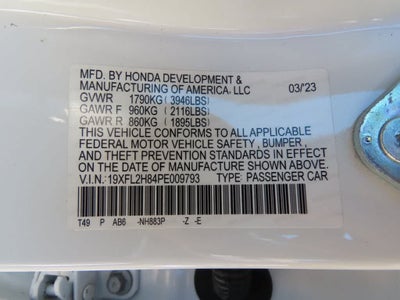 MFD. BY HONDA DEVELOPMENT &
MANUFACTURING OF AMERICA, LLC 03/'23
GVWR 1790KG ( 3946LBS)
GAWR F 960KG ( 2116LBS)
GAWR R 860KG ( 1895LBS)
THIS VEHICLE CONFORMS TO ALL APPLICABLE
FEDERAL MOTOR VEHICLE SAFETY , BUMPER ,
AND THEFT PREVENTION STANDARDS IN EFFECT
ON THE DATE OF MANUFACTURE SHOWN ABOVE.
V.I.N.: 19XFL2H84PE009793 TYPE: PASSENGER CAR
T49 P AB6 -NH883P -Z -E